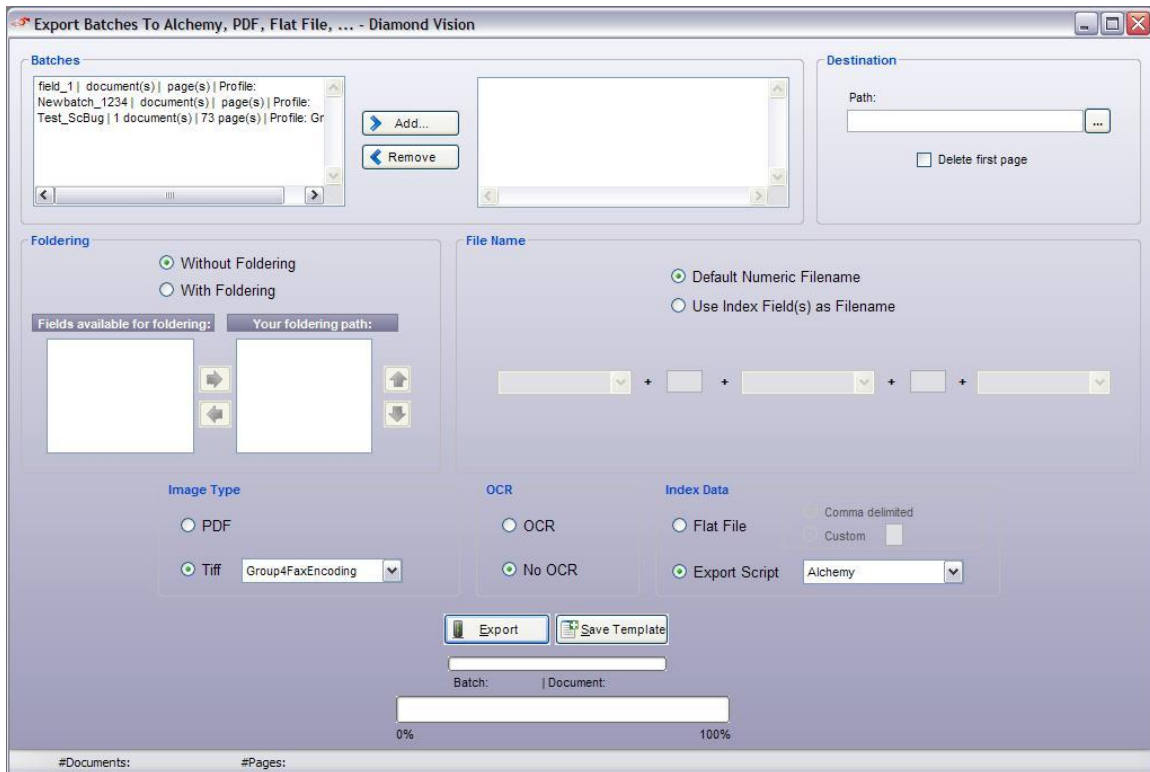 Export Batches To Alchemy, PDF, Flat File, ... - Diamond Vision
Batches
field_1 | document(s) | page(s) | Profile:
Newbatch_1234 | document(s) | page(s) | Profile:
Test_ScBug | 1 document(s) | 73 page(s) | Profile: Gr
Add...
Remove
Destination
Path:
...
Delete first page
Foldering
Without Foldering
With Foldering
Fields available for foldering:
Your foldering path:
File Name
Default Numeric Filename
Use Index Field(s) as Filename
+ + + +
Image Type
PDF
Tiff Group4FaxEncoding
OCR
OCR
No OCR
Index Data
Flat File
Comma delimited
Custom
Export Script Alchemy
Export Save Template
Batch: | Document:
0% 100%
#Documents: #Pages: